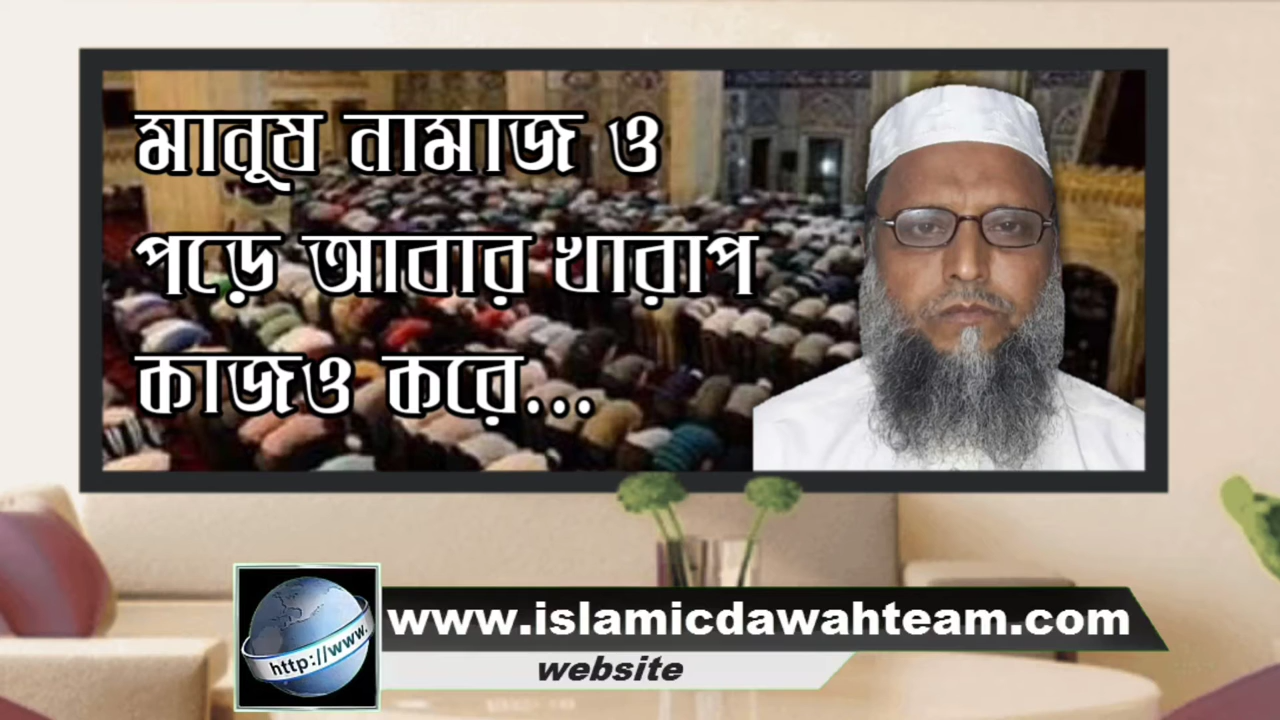 মানুষ নামাজ ও
পড়ে আবার খারাপ
কাজও করে...
http://www.
www.islamicdawahteam.com
website